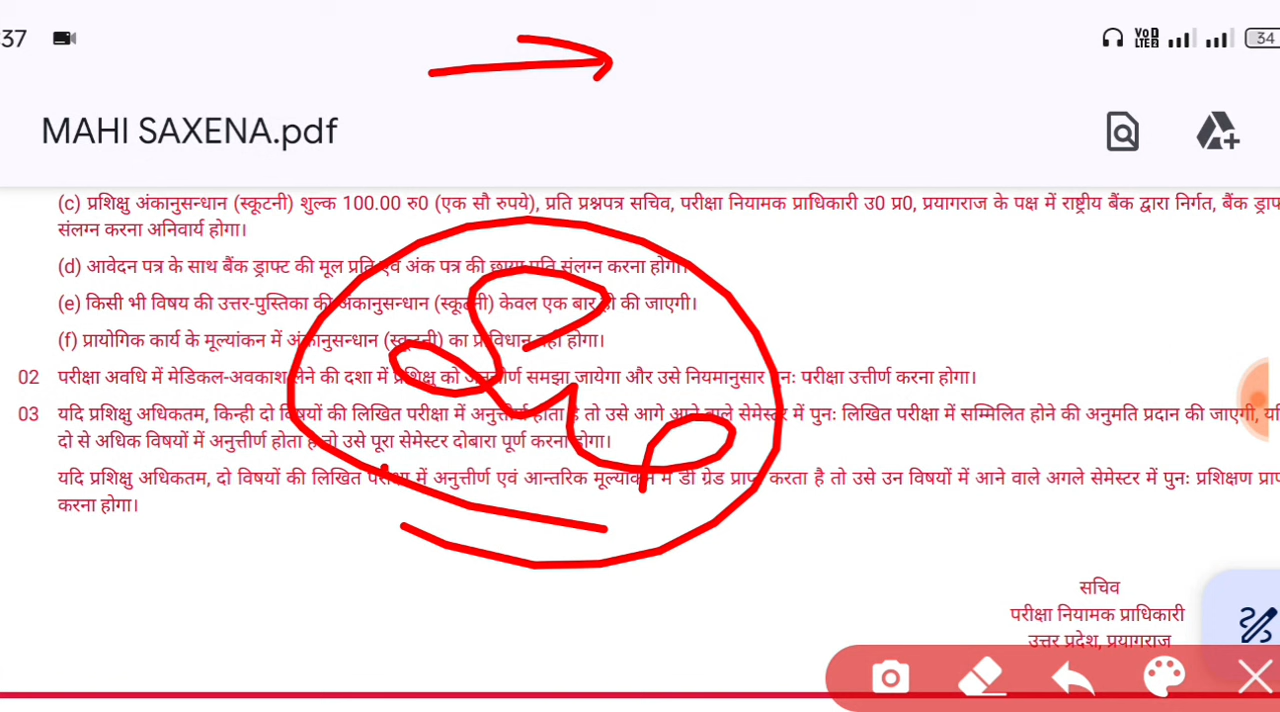 37
VoD
LTE2
34
MAHI SAXENA.pdf
(c) प्रशिक्षु अंकानुसन्धान (स्कूटनी) शुल्क 100.00 रु0 (एक सौ रुपये), प्रति प्रश्नपत्र सचिव, परीक्षा नियामक प्राधिकारी उ0 प्र0, प्रयागराज के पक्ष में राष्ट्रीय बैंक द्वारा निर्गत, बैंक
संलग्न करना अनिवार्य होगा।
(d) आवेदन पत्र के साथ बैंक ड्राफ्ट की मूल प्रति एवं अंक पत्र की छाया प्रति संलग्न करना होगा।
(e) किसी भी विषय की उत्तर-पुस्तिका की अंकानुसन्धान (स्कूटनी) केवल एक बार ही की जाएगी।
(f) प्रायोगिक कार्य के मूल्यांकन में अंकानुसन्धान (स्कूटनी) का प्राविधान नहीं होगा।
02 परीक्षा अवधि में मेडिकल-अवकाश लेने की दशा में प्रशिक्षु को अनुत्तीर्ण समझा जायेगा और उसे नियमानुसार पुनः परीक्षा उत्तीर्ण करना होगा।
03 यदि प्रशिक्षु अधिकतम, किन्ही दो विषयों की लिखित परीक्षा में अनुत्तीर्ण होता है तो उसे आगे आने वाले सेमेस्टर में पुनः लिखित परीक्षा में सम्मिलित होने की अनुमति प्रदान की जाएगी,
दो से अधिक विषयों में अनुत्तीर्ण होता है तो उसे पूरा सेमेस्टर दोबारा पूर्ण करना होगा।
यदि प्रशिक्षु अधिकतम, दो विषयों की लिखित परीक्षा में अनुत्तीर्ण एवं आन्तरिक मूल्यांकन में डी ग्रेड प्राप्त करता है तो उसे उन विषयों में आने वाले अगले सेमेस्टर में पुनः प्रशिक्षण
करना होगा।
सचिव
परीक्षा नियामक प्राधिकारी
उत्तर प्रदेश, प्रयागराज